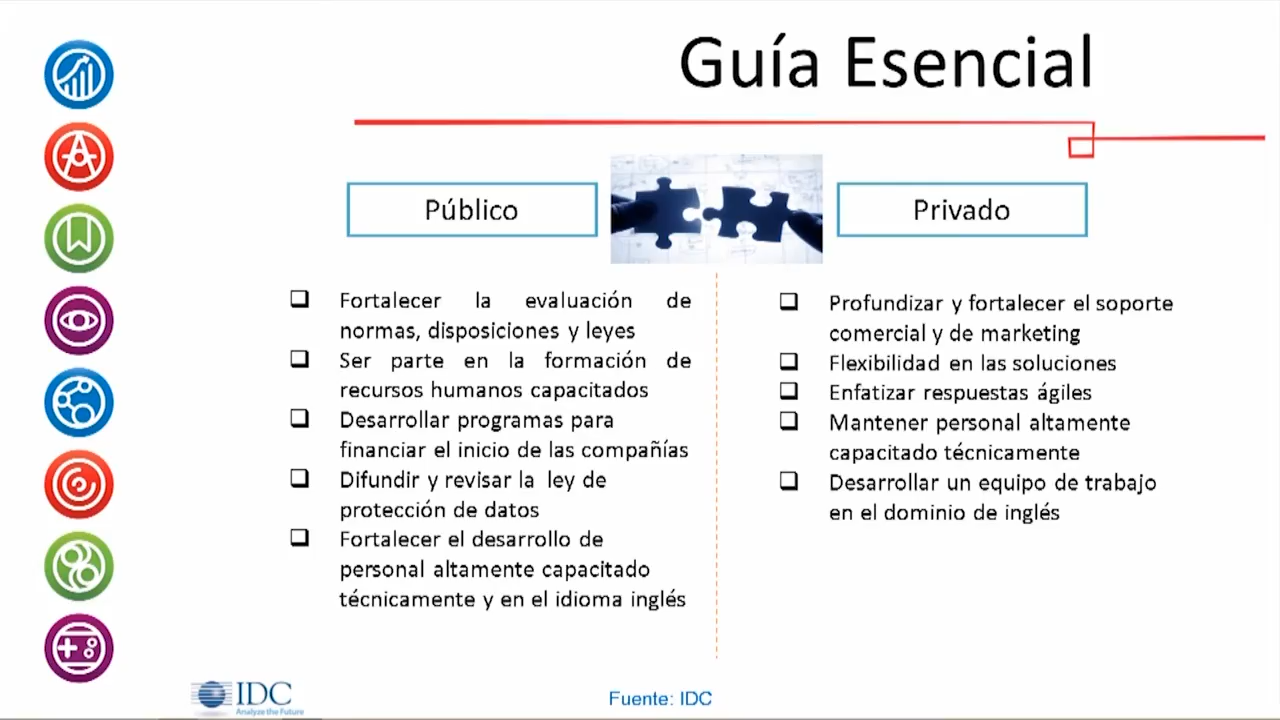 Guía Esencial
Público
Privado
Fortalecer la evaluación de
normas, disposiciones y leyes
Ser parte en la formación de
recursos humanos capacitados
Desarrollar programas para
financiar el inicio de las compañías
Difundir y revisar la ley de
protección de datos
Fortalecer el desarrollo de
personal altamente capacitado
técnicamente y en el idioma inglés
Profundizar y fortalecer el soporte
comercial y de marketing
Flexibilidad en las soluciones
Enfatizar respuestas ágiles
Mantener personal altamente
capacitado técnicamente
Desarrollar un equipo de trabajo
en el dominio de inglés
IDC
Analyze the Future
Fuente: IDC